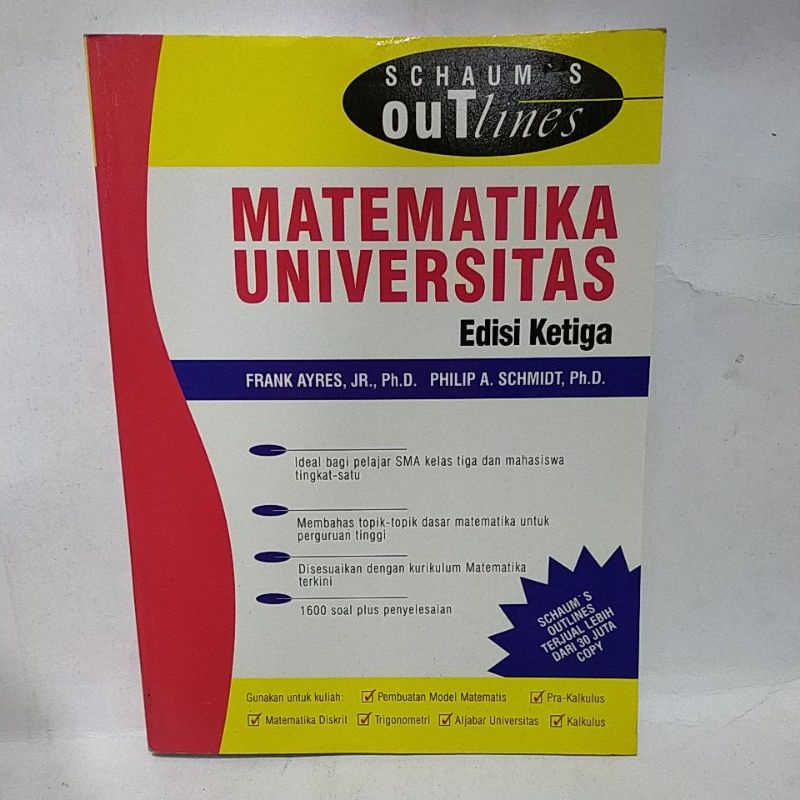 SCHAUM`S
ouTlines
MATEMATIKA
UNIVERSITAS
Edisi Ketiga
FRANK AYRES, JR., Ph.D. PHILIP A. SCHMIDT, Ph.D.
Ideal bagi pelajar SMA kelas tiga dan mahasiswa
tingkat-satu
Membahas topik-topik dasar matematika untuk
perguruan tinggi
Disesuaikan dengan kurikulum Matematika
terkini
1600 soal plus penyelesaian
SCHAUM`S
OUTLINES
TERJUAL LEBIH
DARI 30 JUTA
COPY
Gunakan untuk kuliah: Pembuatan Model Matematis Pra-Kalkulus
Matematika Diskrit Trigonometri Aljabar Universitas Kalkulus